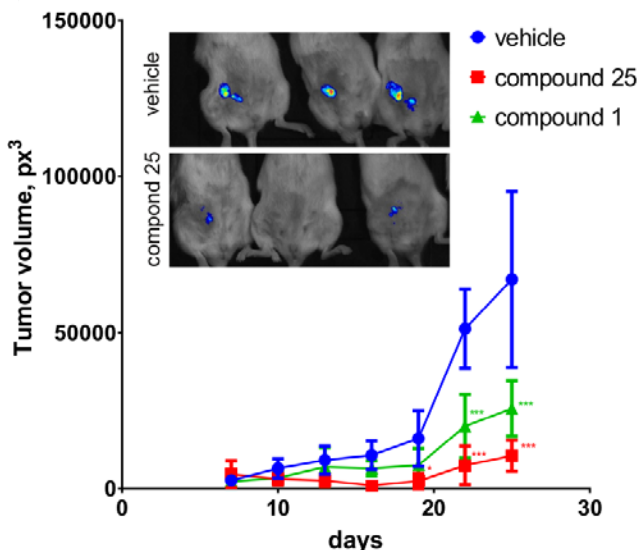 150000
100000
50000
0
Tumor volume, px³
vehicle
compond 25
vehicle
compound 25
compound 1
***
***
*
***
***
0 10 20 30
days